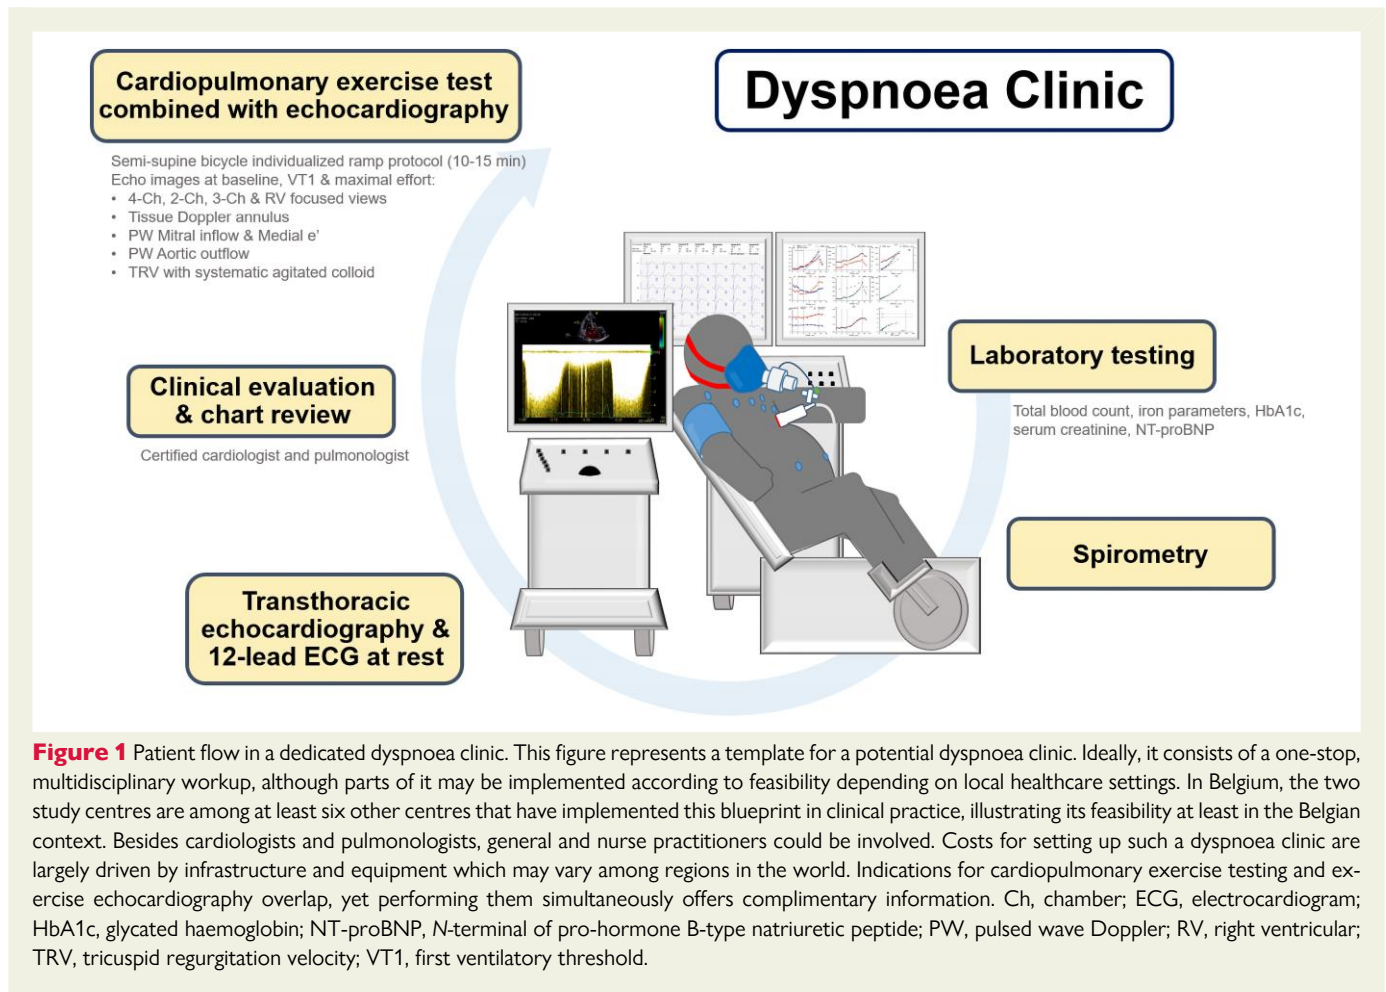 Dyspnoea Clinic
Cardiopulmonary exercise test
combined with echocardiography
Semi-supine bicycle individualized ramp protocol (10-15 min)
Echo images at baseline, VT1 & maximal effort:
• 4-Ch, 2-Ch, 3-Ch & RV focused views
• Tissue Doppler annulus
• PW Mitral inflow & Medial e'
• PW Aortic outflow
• TRV with systematic agitated colloid
Clinical evaluation
& chart review
Certified cardiologist and pulmonologist
Transthoracic
echocardiography &
12-lead ECG at rest
Laboratory testing
Total blood count, iron parameters, HbA1c,
serum creatinine, NT-proBNP
Spirometry
Figure 1 Patient flow in a dedicated dyspnoea clinic. This figure represents a template for a potential dyspnoea clinic. Ideally, it consists of a one-stop,
multidisciplinary workup, although parts of it may be implemented according to feasibility depending on local healthcare settings. In Belgium, the two
study centres are among at least six other centres that have implemented this blueprint in clinical practice, illustrating its feasibility at least in the Belgian
context. Besides cardiologists and pulmonologists, general and nurse practitioners could be involved. Costs for setting up such a dyspnoea clinic are
largely driven by infrastructure and equipment which may vary among regions in the world. Indications for cardiopulmonary exercise testing and ex-
ercise echocardiography overlap, yet performing them simultaneously offers complimentary information. Ch, chamber; ECG, electrocardiogram;
HbA1c, glycated haemoglobin; NT-proBNP, N-terminal of pro-hormone B-type natriuretic peptide; PW, pulsed wave Doppler; RV, right ventricular;
TRV, tricuspid regurgitation velocity; VT1, first ventilatory threshold.